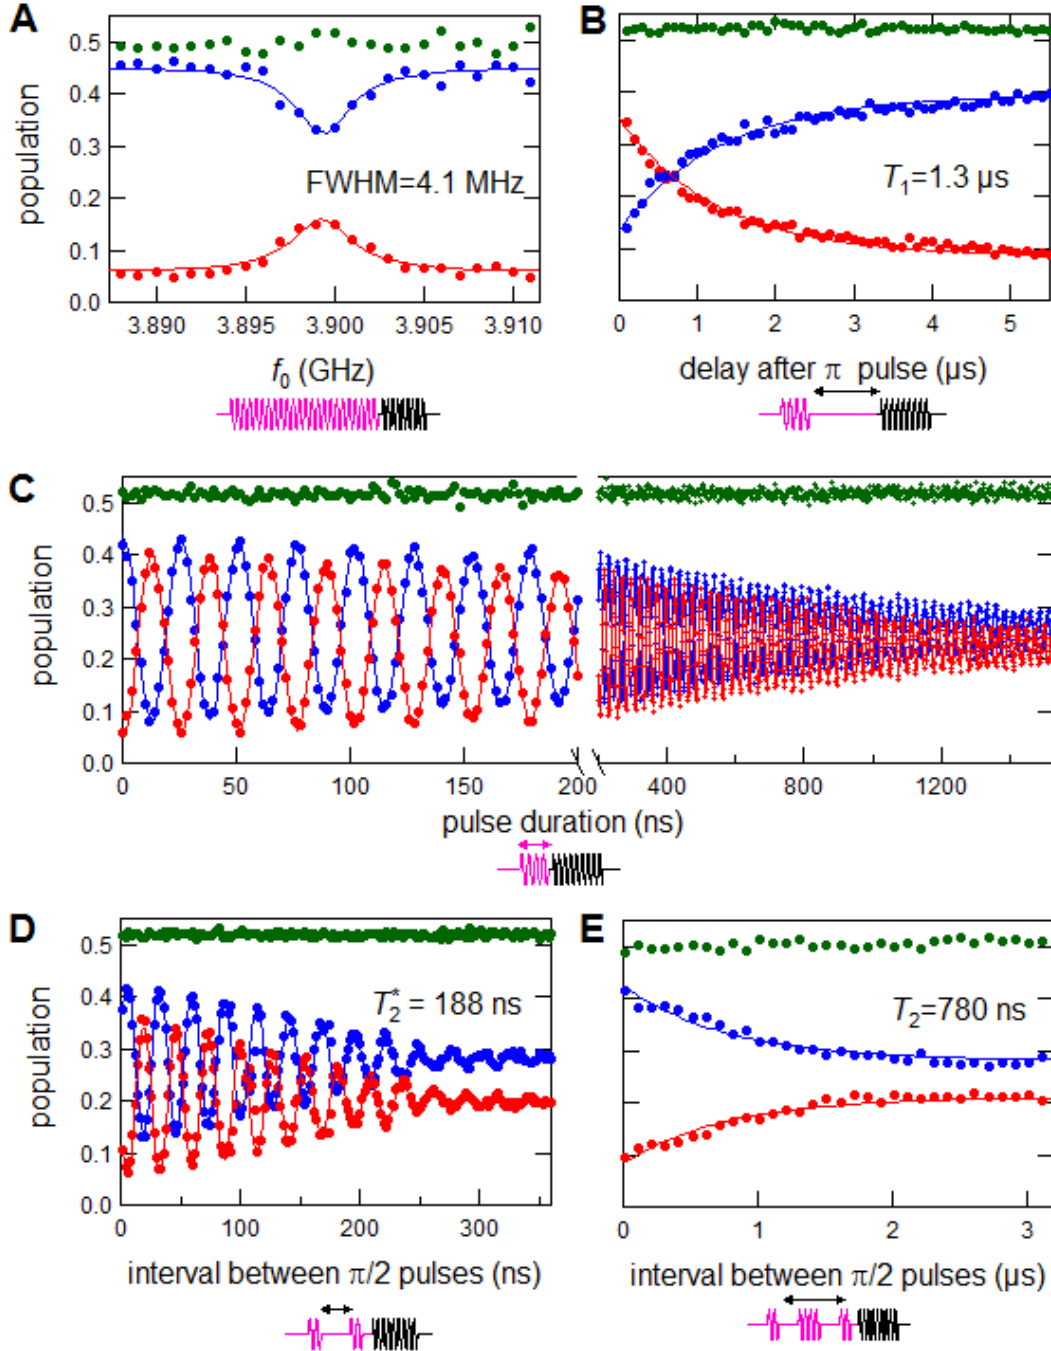 A
B
0.5
0.4
0.3
0.2
0.1
0.0
population
FWHM=4.1 MHz
T1=1.3 µs
3.890 3.895 3.900 3.905 3.910
0 1 2 3 4 5
f0 (GHz)
delay after π pulse (µs)
C
0.5
0.4
0.3
0.2
0.1
0.0
population
0 50 100 150 200 400 800 1200
pulse duration (ns)
D
E
0.5
0.4
0.3
0.2
0.1
0.0
population
T2* = 188 ns
T2=780 ns
0 100 200 300
0 1 2 3
interval between π/2 pulses (ns)
interval between π/2 pulses (µs)